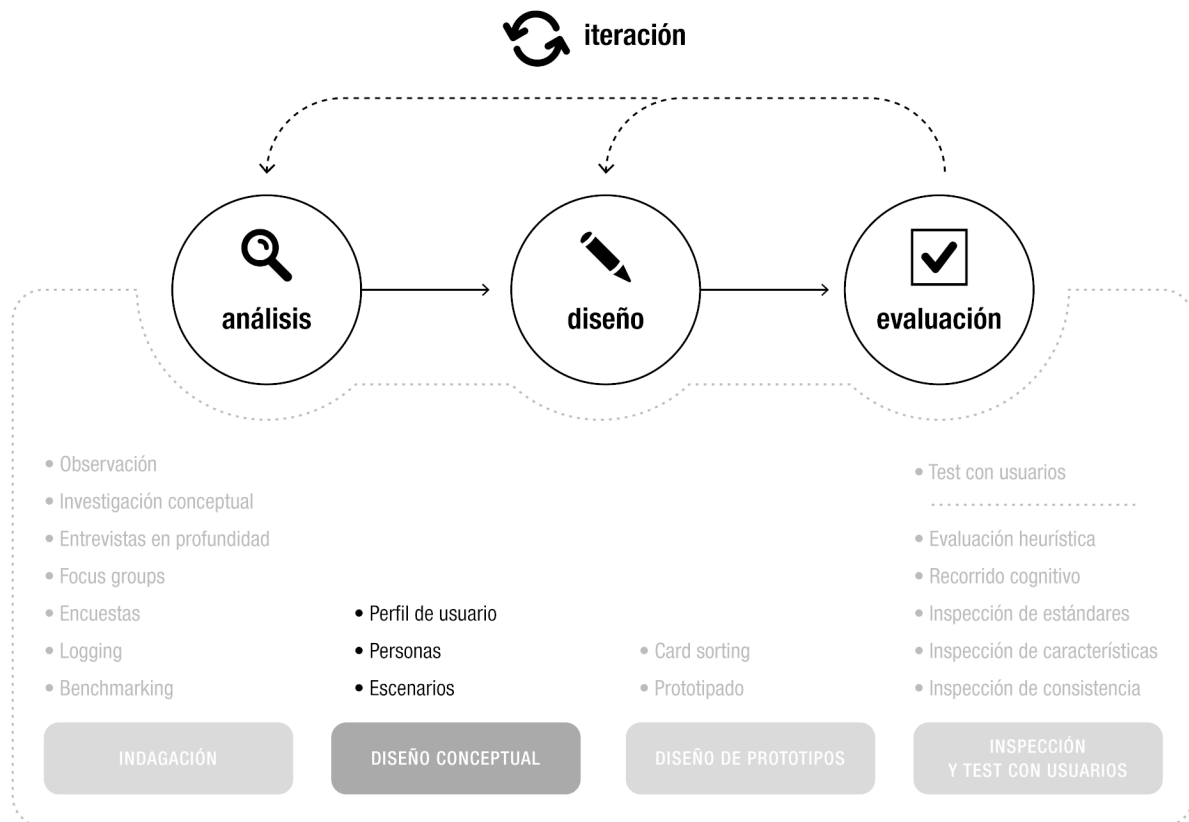 iteración
análisis
diseño
evaluación
• Observación
• Investigación conceptual
• Entrevistas en profundidad
• Focus groups
• Encuestas
• Logging
• Benchmarking
INDAGACIÓN
• Perfil de usuario
• Personas
• Escenarios
DISEÑO CONCEPTUAL
• Card sorting
• Prototipado
DISEÑO DE PROTOTIPOS
• Test con usuarios
• Evaluación heurística
• Recorrido cognitivo
• Inspección de estándares
• Inspección de características
• Inspección de consistencia
INSPECCIÓN
Y TEST CON USUARIOS